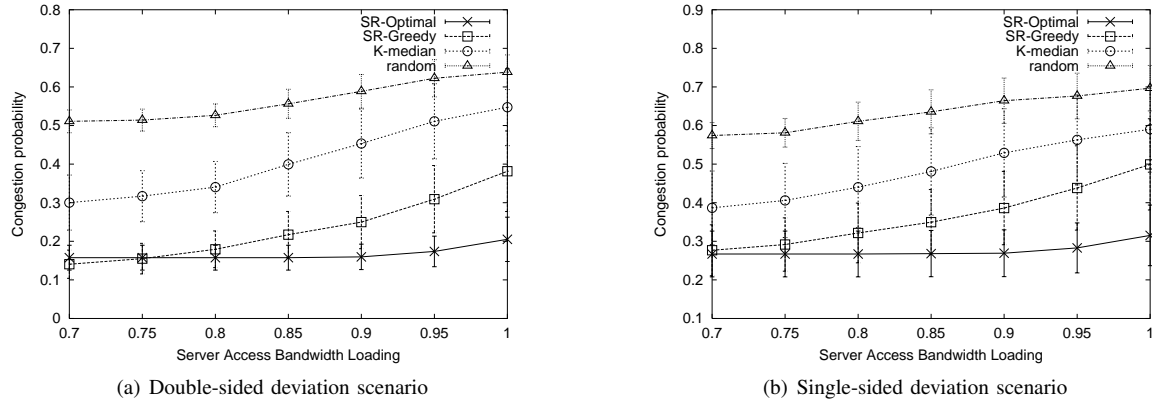 0.8
0.7
0.6
0.5
0.4
0.3
0.2
0.1
0
Congestion probability
SR-Optimal
SR-Greedy
K-median
random
0.7 0.75 0.8 0.85 0.9 0.95 1
Server Access Bandwidth Loading
(a) Double-sided deviation scenario
0.9
0.8
0.7
0.6
0.5
0.4
0.3
0.2
0.1
Congestion probability
SR-Optimal
SR-Greedy
K-median
random
0.7 0.75 0.8 0.85 0.9 0.95 1
Server Access Bandwidth Loading
(b) Single-sided deviation scenario